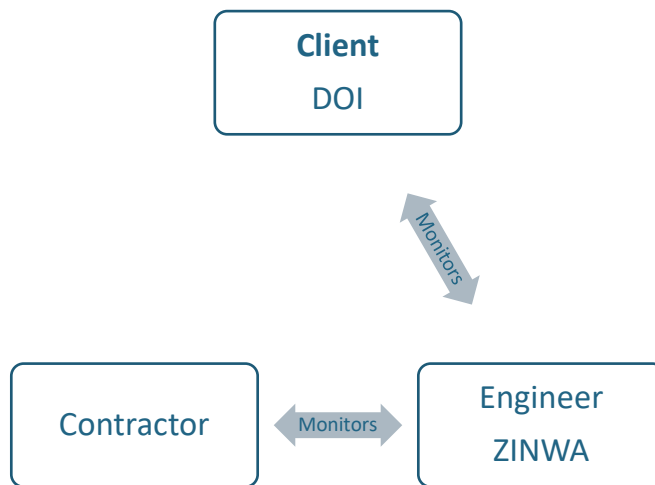 Client
DOI
Monitors
Contractor
Monitors
Engineer
ZINWA